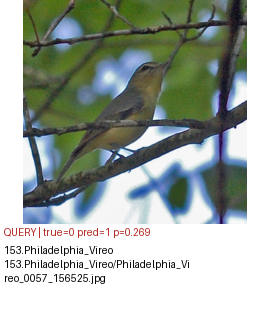 QUERY | true=0 pred=1 p=0.269
153.Philadelphia_Vireo
153.Philadelphia_Vireo/Philadelphia_Vi
reo_0057_156525.jpg